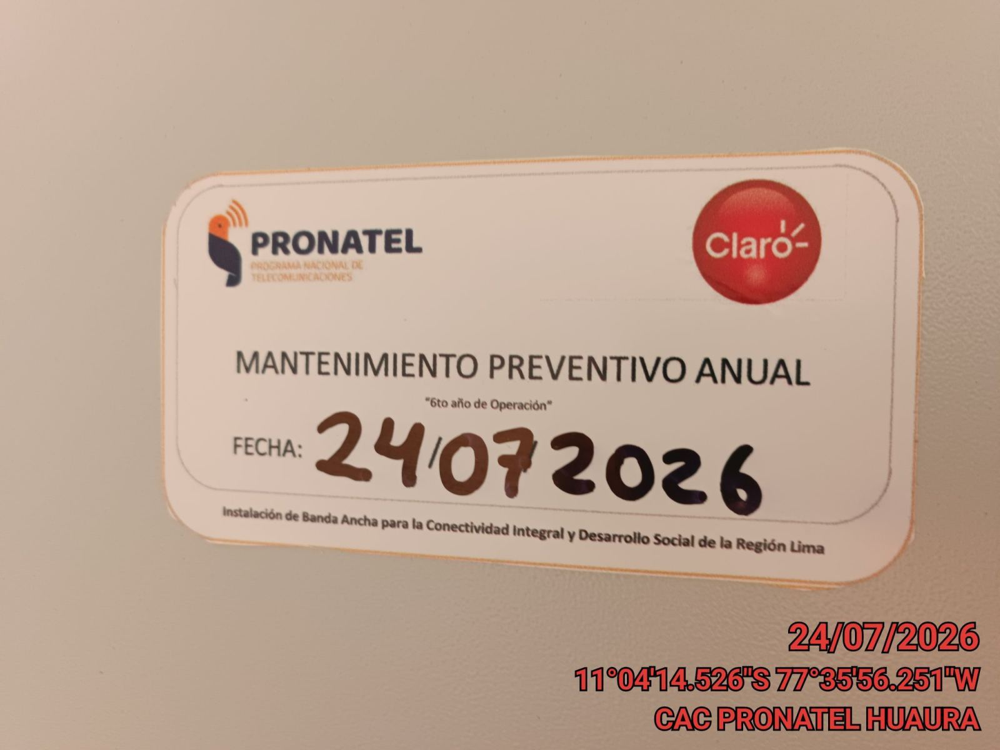 PRONATEL
PROGRAMA NACIONAL DE
TELECOMUNICACIONES
Claro
MANTENIMIENTO PREVENTIVO ANUAL
"6to año de Operación"
FECHA: 24/07/2026
Instalación de Banda Ancha para la Conectividad Integral y Desarrollo Social de la Región Lima
24/07/2026
11°04'14.526"S 77°35'56.251"W
CAC PRONATEL HUAURA